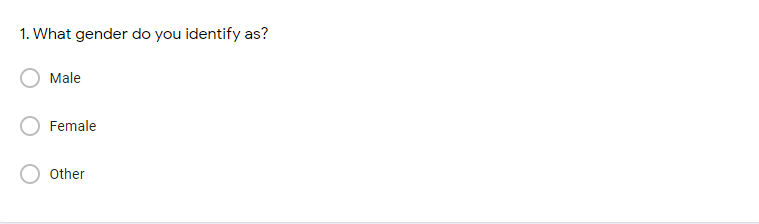 1. What gender do you identify as?
Male
Female
Other